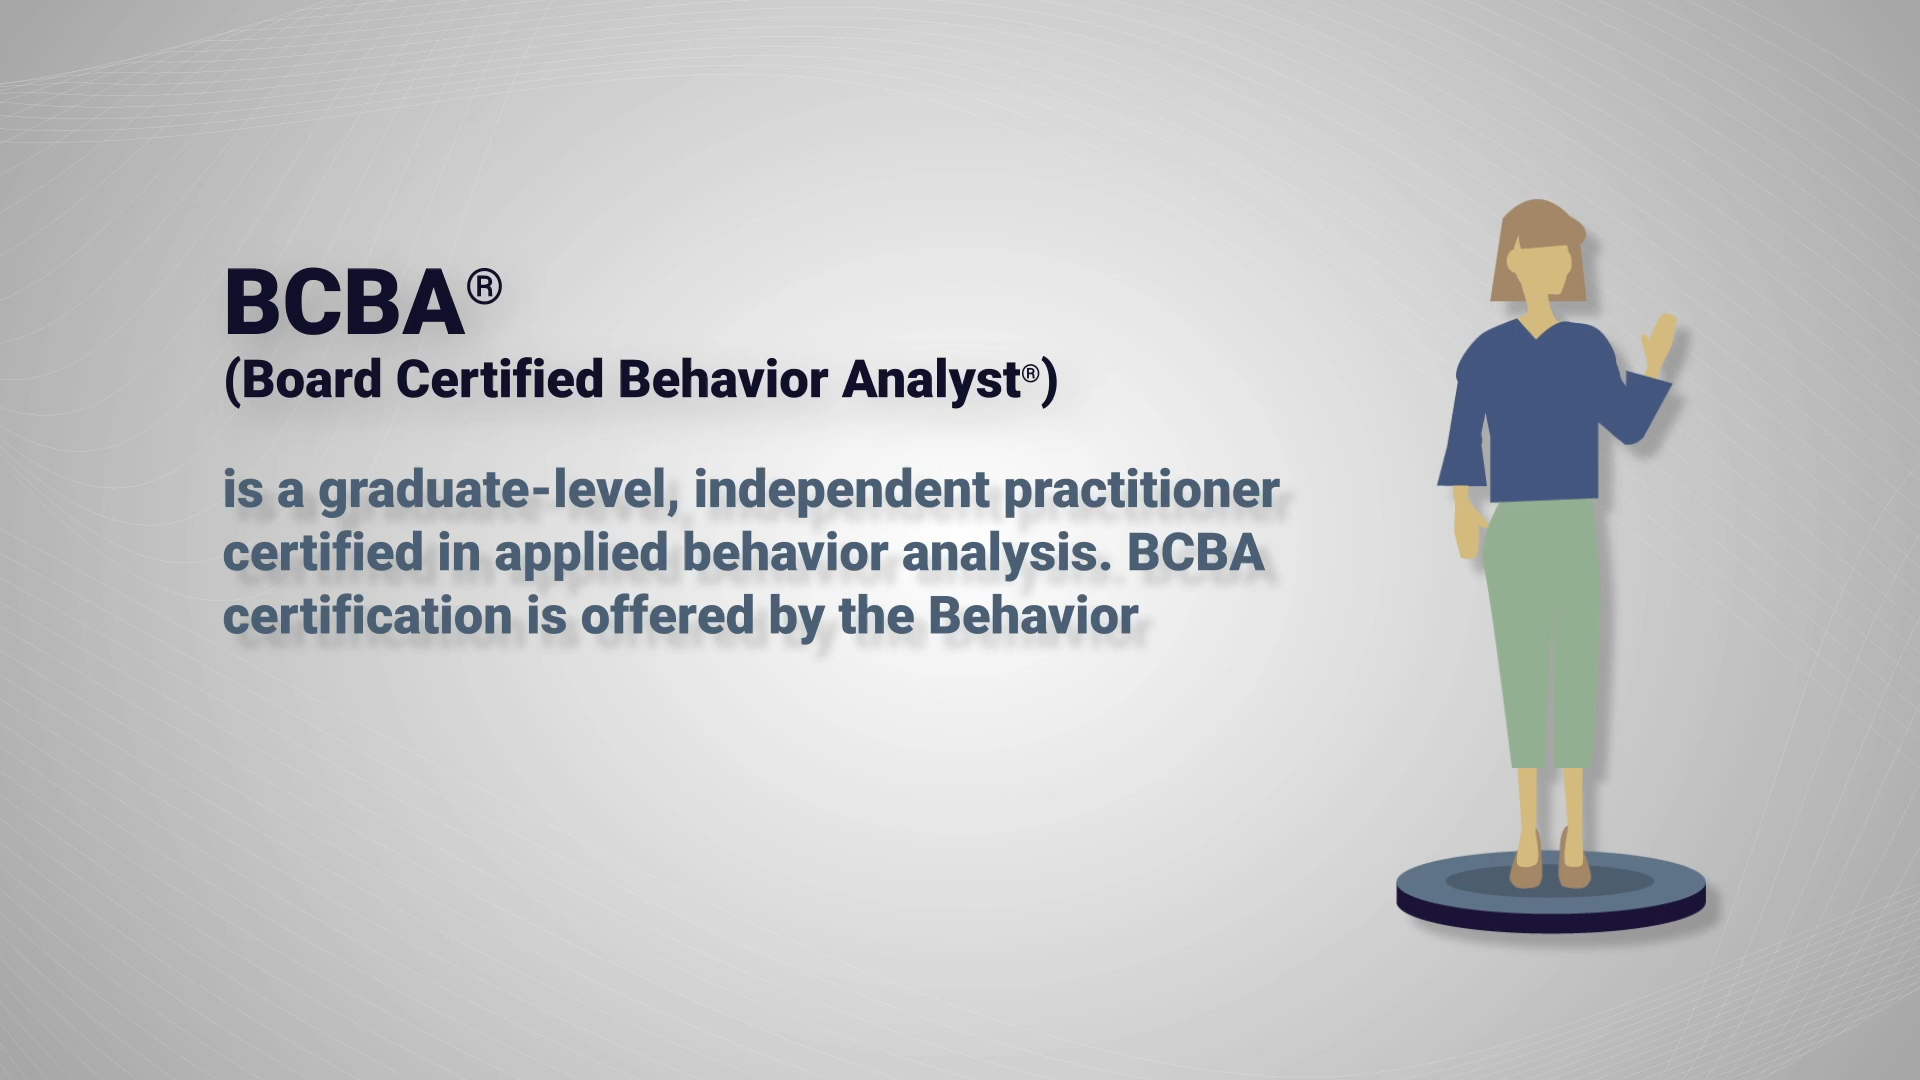 BCBA®
(Board Certified Behavior Analyst®)
is a graduate-level, independent practitioner
certified in applied behavior analysis. BCBA
certification is offered by the Behavior